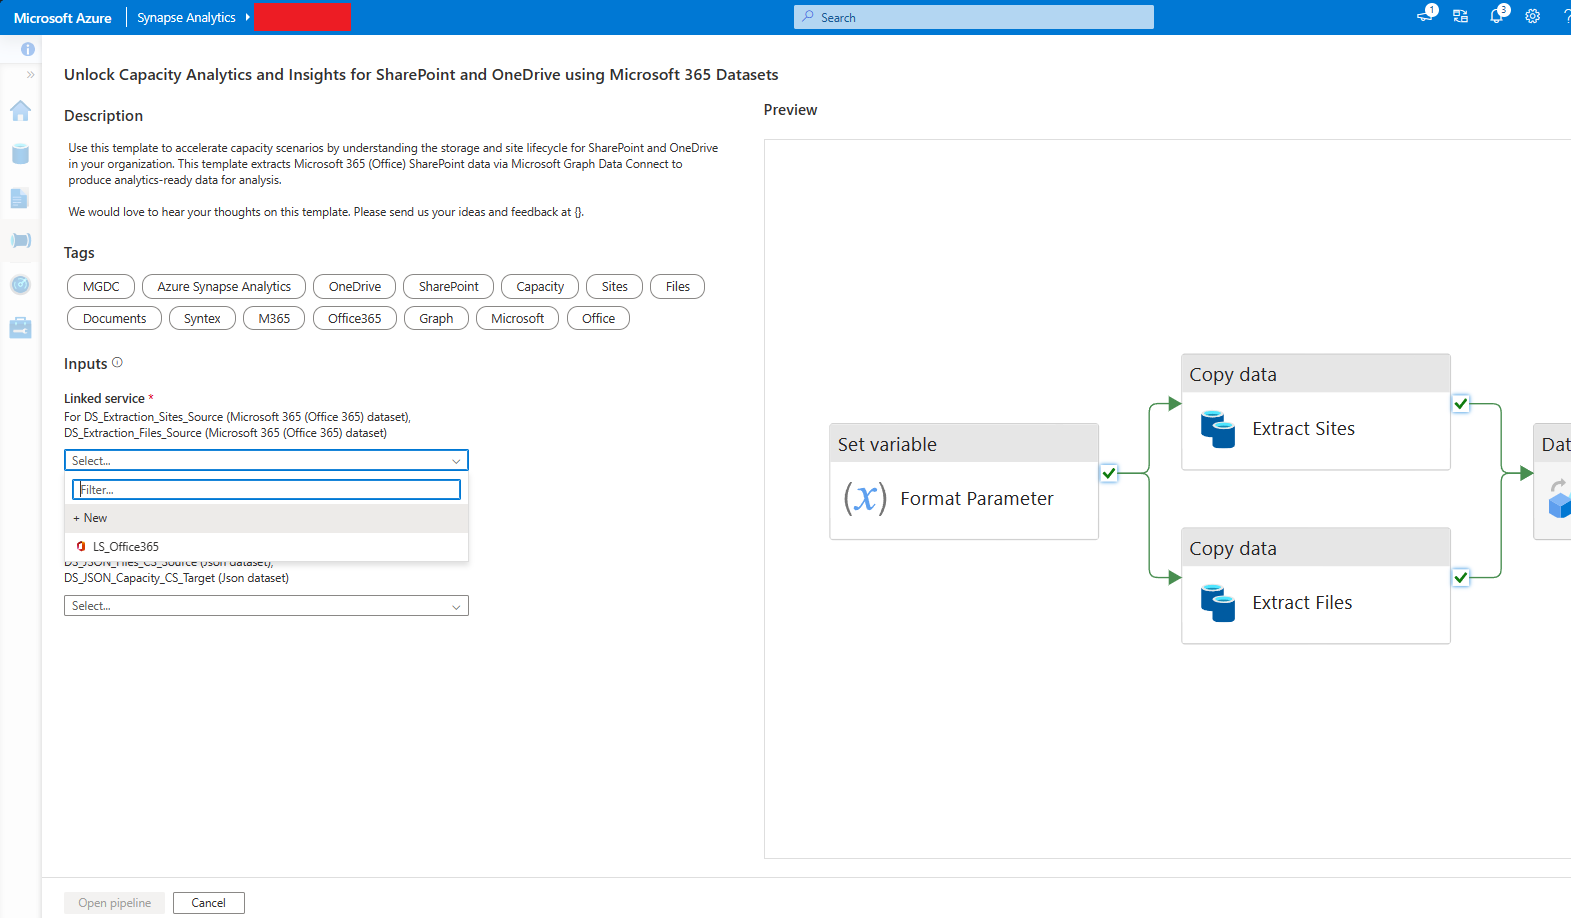 Microsoft Azure
Synapse Analytics
Search
1
3
Unlock Capacity Analytics and Insights for SharePoint and OneDrive using Microsoft 365 Datasets
Description
Use this template to accelerate capacity scenarios by understanding the storage and site lifecycle for SharePoint and OneDrive
in your organization. This template extracts Microsoft 365 (Office) SharePoint data via Microsoft Graph Data Connect to
produce analytics-ready data for analysis.
We would love to hear your thoughts on this template. Please send us your ideas and feedback at {}.
Tags
MGDC Azure Synapse Analytics OneDrive SharePoint Capacity Sites Files
Documents Syntex M365 Office365 Graph Microsoft Office
Inputs
Linked service *
For DS_Extraction_Sites_Source (Microsoft 365 (Office 365) dataset),
DS_Extraction_Files_Source (Microsoft 365 (Office 365) dataset)
Select...
Filter...
+ New
LS_Office365
DS_JSON_Files_CS_Source (Json dataset),
DS_JSON_Capacity_CS_Target (Json dataset)
Select...
Open pipeline Cancel
Preview
Set variable
(x) Format Parameter
Copy data
Extract Sites
Copy data
Extract Files
Dat